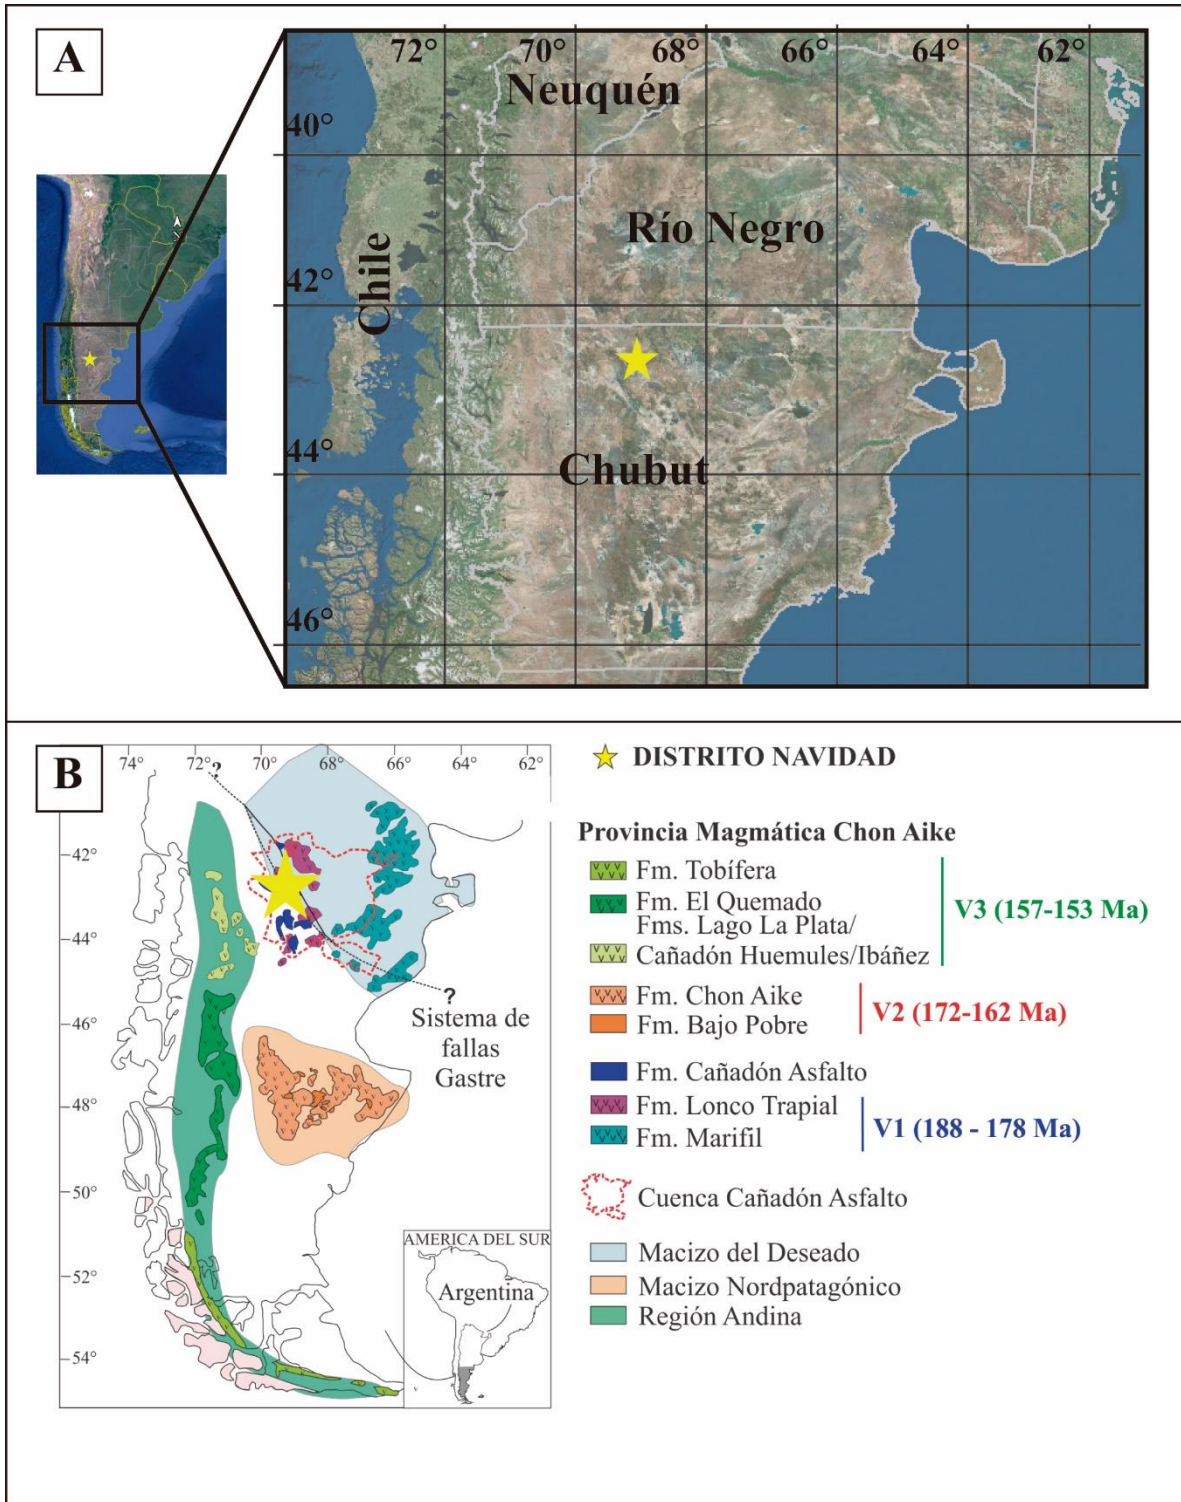 A
72°
70°
68°
66°
64°
62°
Neuquén
40°
Río Negro
Chile
42°
Chubut
44°
46°
B
74°
72°
70°
68°
66°
64°
62°
?
42°
44°
46°
48°
50°
52°
54°
?
Sistema de
fallas
Gastre
AMERICA DEL SUR
Argentina
DISTRITO NAVIDAD
Provincia Magmática Chon Aike
Fm. Tobífera
Fm. El Quemado
Fms. Lago La Plata/
Cañadón Huemules/Ibáñez
V3 (157-153 Ma)
Fm. Chon Aike
Fm. Bajo Pobre
V2 (172-162 Ma)
Fm. Cañadón Asfalto
Fm. Lonco Trapial
Fm. Marifil
V1 (188 - 178 Ma)
Cuenca Cañadón Asfalto
Macizo del Deseado
Macizo Nordpatagónico
Región Andina